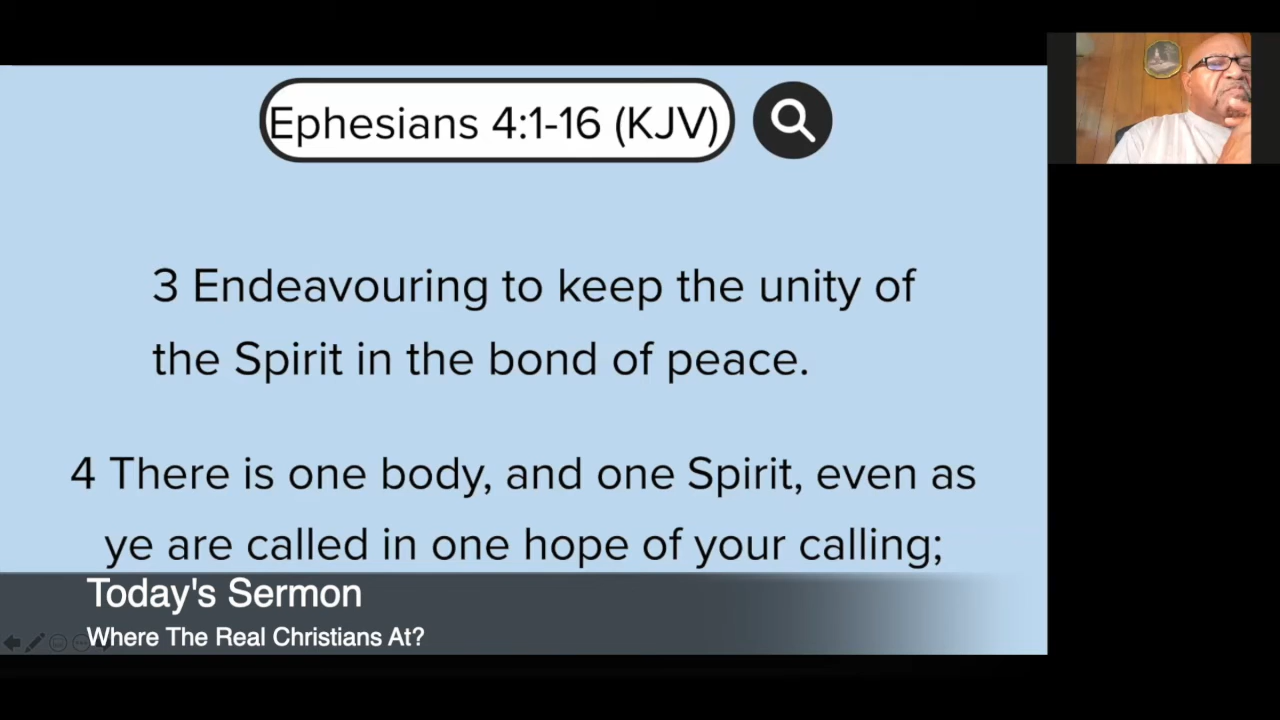 Ephesians 4:1-16 (KJV)
3 Endeavouring to keep the unity of
the Spirit in the bond of peace.
4 There is one body, and one Spirit, even as
ye are called in one hope of your calling;
Today's Sermon
Where The Real Christians At?